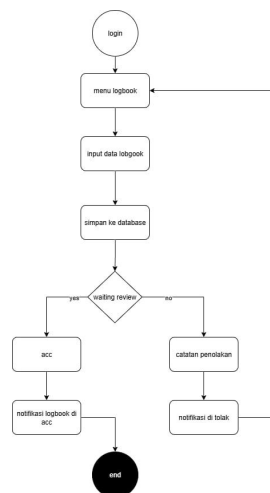 login
menu logbook
input data lobgook
simpan ke database
waiting review
yes
no
acc
catatan penolakan
notifikasi logbook di
acc
notifikasi di tolak
end